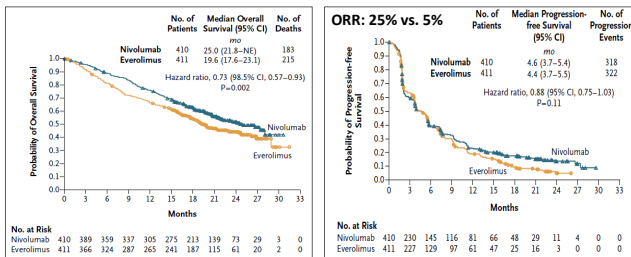 No. of Patients Median Overall Survival (95% CI) No. of Deaths
mo
Nivolumab 410 25.0 (21.8–NE) 183
Everolimus 411 19.6 (17.6–23.1) 215
Hazard ratio, 0.73 (98.5% CI, 0.57–0.93)
P=0.002
Probability of Overall Survival
1.0
0.9
0.8
0.7
0.6
0.5
0.4
0.3
0.2
0.1
0.0
Nivolumab
Everolimus
0 3 6 9 12 15 18 21 24 27 30 33
Months
No. at Risk
Nivolumab 410 389 359 337 305 275 213 139 73 29 3 0
Everolimus 411 366 324 287 265 241 187 115 61 20 2 0
ORR: 25% vs. 5%
No. of Patients Median Progression-free Survival (95% CI) No. of Progression Events
mo
Nivolumab 410 4.6 (3.7–5.4) 318
Everolimus 411 4.4 (3.7–5.5) 322
Hazard ratio, 0.88 (95% CI, 0.75–1.03)
P=0.11
Probability of Progression-free
Survival
1.0
0.9
0.8
0.7
0.6
0.5
0.4
0.3
0.2
0.1
0.0
Nivolumab
Everolimus
0 3 6 9 12 15 18 21 24 27 30 33
Months
No. at Risk
Nivolumab 410 230 145 116 81 66 48 29 11 4 0 0
Everolimus 411 227 129 97 61 47 25 16 3 0 0 0